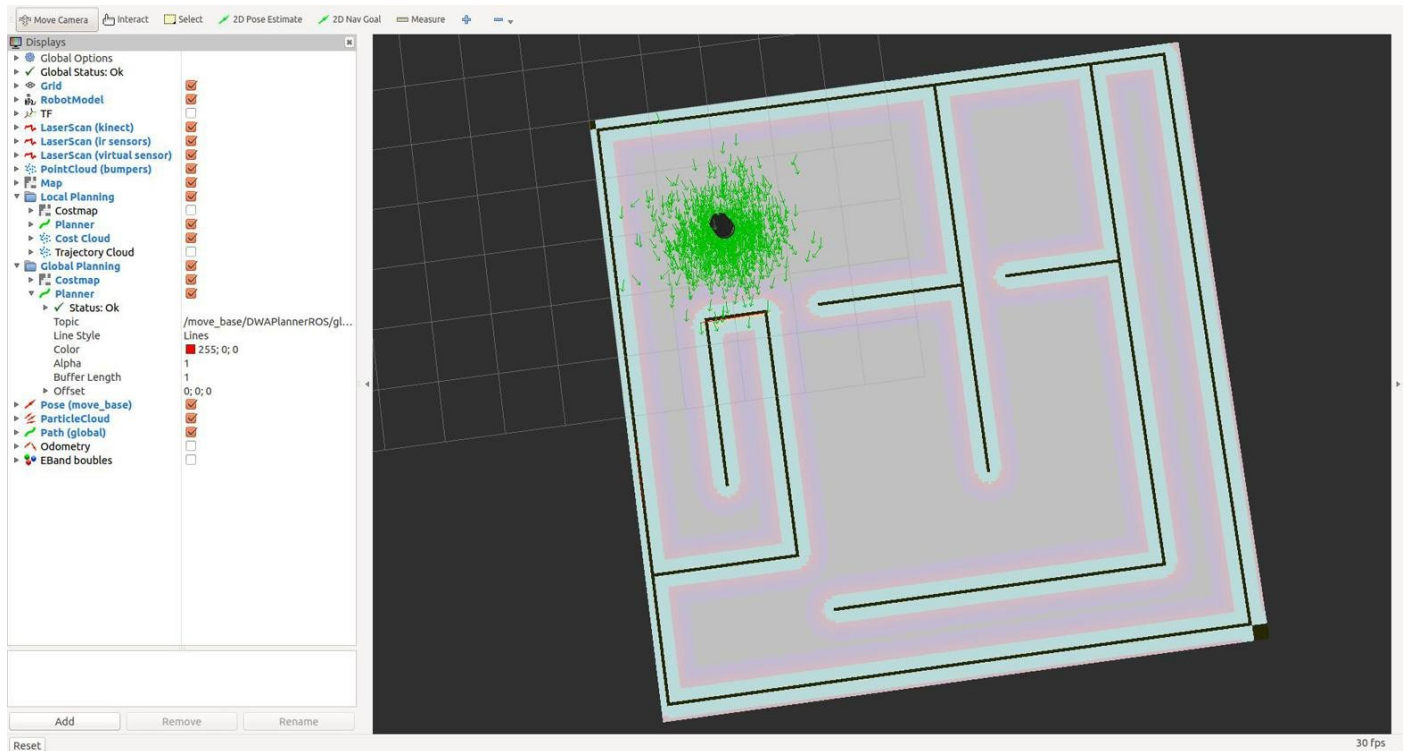 Move Camera Interact Select 2D Pose Estimate 2D Nav Goal Measure
Displays
Global Options
Global Status: Ok
Grid
RobotModel
TF
LaserScan (kinect)
LaserScan (ir sensors)
LaserScan (virtual sensor)
PointCloud (bumpers)
Map
Local Planning
Costmap
Planner
Cost Cloud
Trajectory Cloud
Global Planning
Costmap
Planner
Status: Ok
Topic /move_base/DWAPlannerROS/gl...
Line Style Lines
Color 255; 0; 0
Alpha 1
Buffer Length 1
Offset 0; 0; 0
Pose (move_base)
ParticleCloud
Path (global)
Odometry
EBand boubles
Add Remove Rename
Reset 30 fps